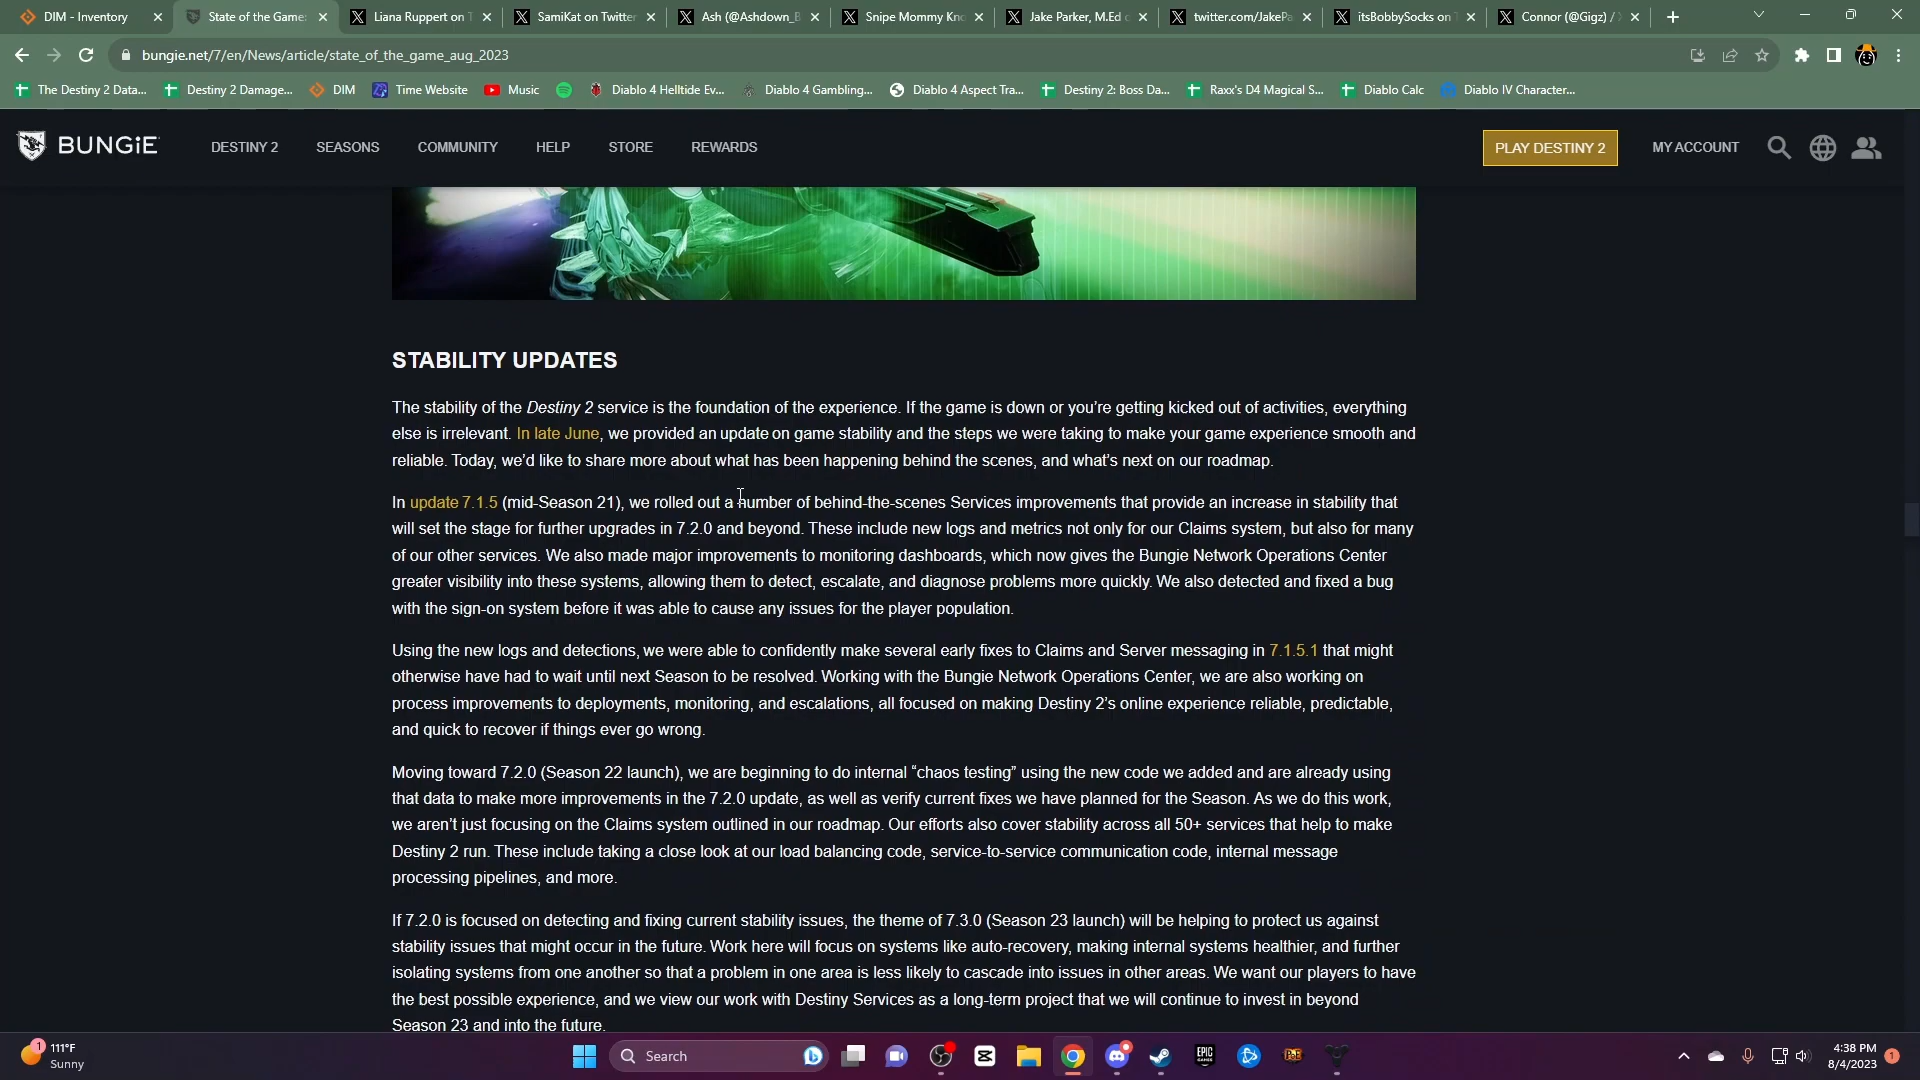 DIM - Inventory
State of the Game:
Liana Ruppert on T
SamiKat on Twitter
Ash (@Ashdown_B
Snipe Mommy Kno
Jake Parker, M.Ed o
twitter.com/JakePa
itsBobbySocks on T
Connor (@Gigz) / X
bungie.net/7/en/News/article/state_of_the_game_aug_2023
The Destiny 2 Data...
Destiny 2 Damage...
DIM
Time Website
Music
Diablo 4 Helltide Ev...
Diablo 4 Gambling...
Diablo 4 Aspect Tra...
Destiny 2: Boss Da...
Raxx's D4 Magical S...
Diablo Calc
Diablo IV Character...
BUNGiE
DESTINY 2
SEASONS
COMMUNITY
HELP
STORE
REWARDS
PLAY DESTINY 2
MY ACCOUNT
STABILITY UPDATES
The stability of the Destiny 2 service is the foundation of the experience. If the game is down or you’re getting kicked out of activities, everything
else is irrelevant. In late June, we provided an update on game stability and the steps we were taking to make your game experience smooth and
reliable. Today, we’d like to share more about what has been happening behind the scenes, and what’s next on our roadmap.
In update 7.1.5 (mid-Season 21), we rolled out a number of behind-the-scenes Services improvements that provide an increase in stability that
will set the stage for further upgrades in 7.2.0 and beyond. These include new logs and metrics not only for our Claims system, but also for many
of our other services. We also made major improvements to monitoring dashboards, which now gives the Bungie Network Operations Center
greater visibility into these systems, allowing them to detect, escalate, and diagnose problems more quickly. We also detected and fixed a bug
with the sign-on system before it was able to cause any issues for the player population.
Using the new logs and detections, we were able to confidently make several early fixes to Claims and Server messaging in 7.1.5.1 that might
otherwise have had to wait until next Season to be resolved. Working with the Bungie Network Operations Center, we are also working on
process improvements to deployments, monitoring, and escalations, all focused on making Destiny 2’s online experience reliable, predictable,
and quick to recover if things ever go wrong.
Moving toward 7.2.0 (Season 22 launch), we are beginning to do internal “chaos testing” using the new code we added and are already using
that data to make more improvements in the 7.2.0 update, as well as verify current fixes we have planned for the Season. As we do this work,
we aren’t just focusing on the Claims system outlined in our roadmap. Our efforts also cover stability across all 50+ services that help to make
Destiny 2 run. These include taking a close look at our load balancing code, service-to-service communication code, internal message
processing pipelines, and more.
If 7.2.0 is focused on detecting and fixing current stability issues, the theme of 7.3.0 (Season 23 launch) will be helping to protect us against
stability issues that might occur in the future. Work here will focus on systems like auto-recovery, making internal systems healthier, and further
isolating systems from one another so that a problem in one area is less likely to cascade into issues in other areas. We want our players to have
the best possible experience, and we view our work with Destiny Services as a long-term project that we will continue to invest in beyond
Season 23 and into the future.
1
111°F
Sunny
Search
EPIC
GAMES
4:38 PM
8/4/2023
1